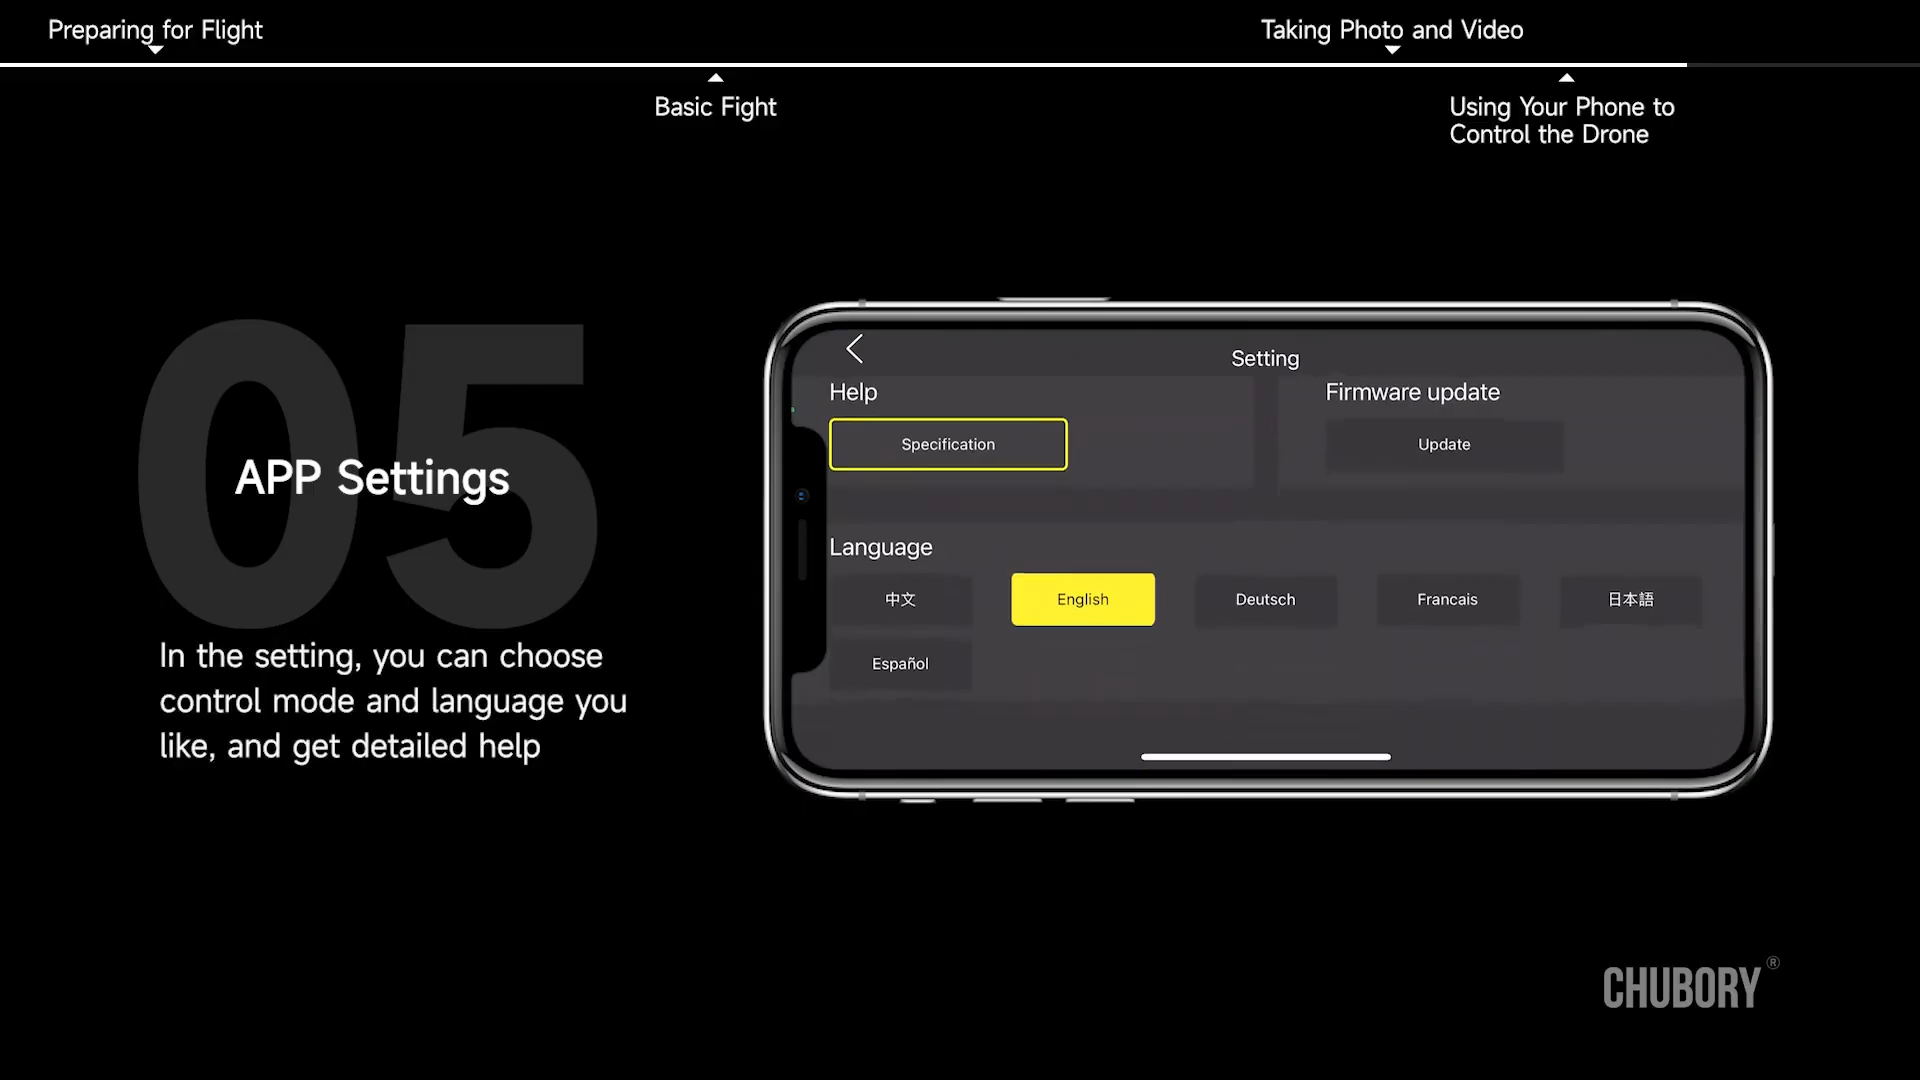 Preparing for Flight
Taking Photo and Video
Basic Fight
Using Your Phone to
Control the Drone
05
APP Settings
In the setting, you can choose
control mode and language you
like, and get detailed help
Setting
Help
Firmware update
Specification
Update
Language
中文
English
Deutsch
Francais
日本語
Español
CHUBORY®